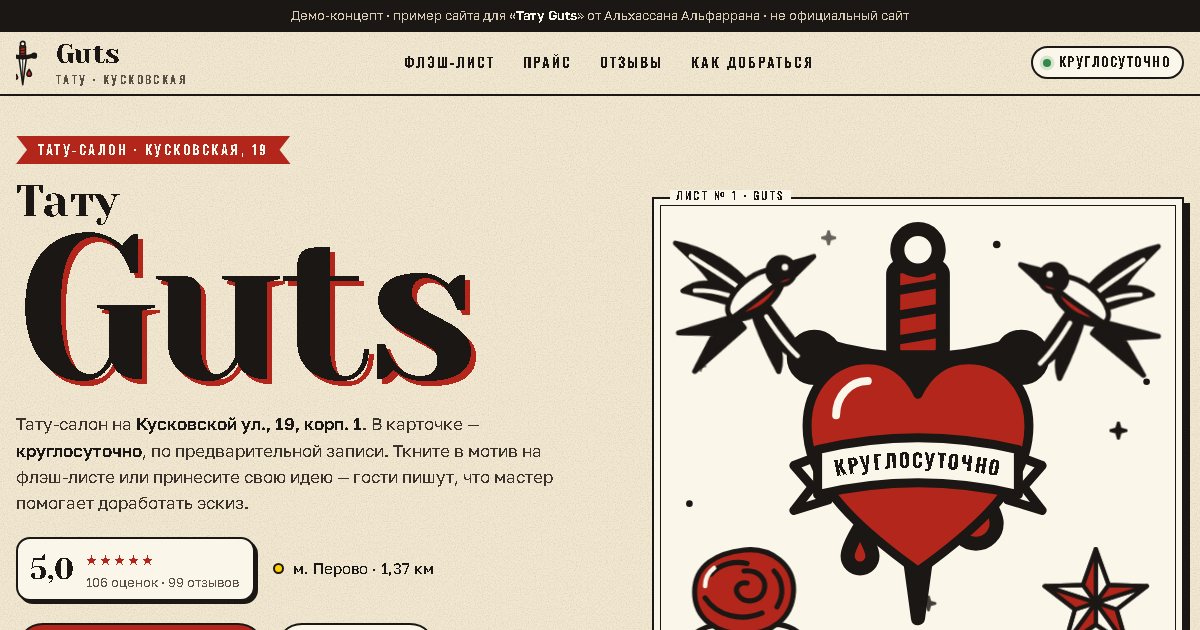 Демо-концепт · пример сайта для «Тату Guts» от Альхассана Альфаррана · не официальный сайт
Guts
ТАТУ · КУСКОВСКАЯ
ФЛЭШ-ЛИСТ ПРАЙС ОТЗЫВЫ КАК ДОБРАТЬСЯ
КРУГЛОСУТОЧНО
ТАТУ-САЛОН · КУСКОВСКАЯ, 19
Тату
Guts
Тату-салон на Кусковской ул., 19, корп. 1. В карточке —
круглосуточно, по предварительной записи. Ткните в мотив на
флэш-листе или принесите свою идею — гости пишут, что мастер
помогает доработать эскиз.
5,0 ★★★★★
106 оценок · 99 отзывов
м. Перово · 1,37 км
ЛИСТ № 1 · GUTS
КРУГЛОСУТОЧНО